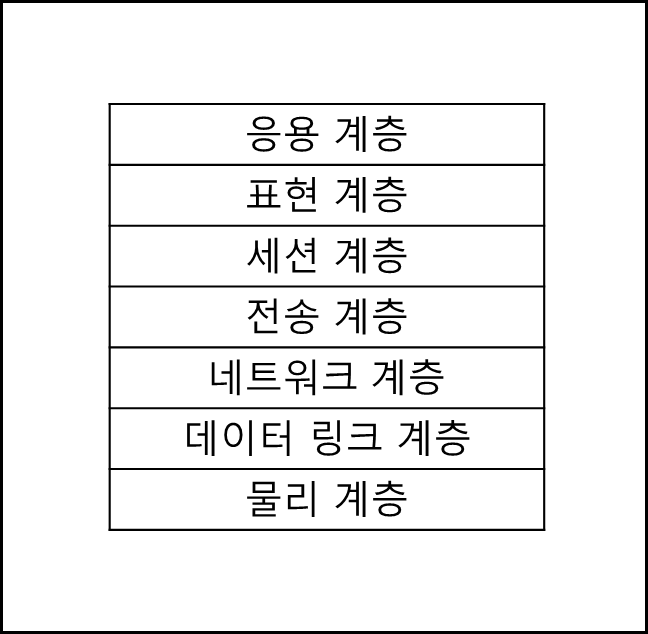 응용 계층
표현 계층
세션 계층
전송 계층
네트워크 계층
데이터 링크 계층
물리 계층